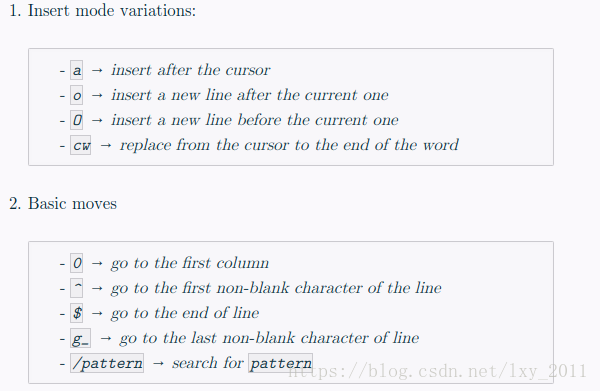 1. Insert mode variations:
- a → insert after the cursor
- o → insert a new line after the current one
- O → insert a new line before the current one
- cw → replace from the cursor to the end of the word
2. Basic moves
- 0 → go to the first column
- ^ → go to the first non-blank character of the line
- $ → go to the end of line
- g_ → go to the last non-blank character of line
- /pattern → search for pattern
https://blog.csdn.net/lxy_2011